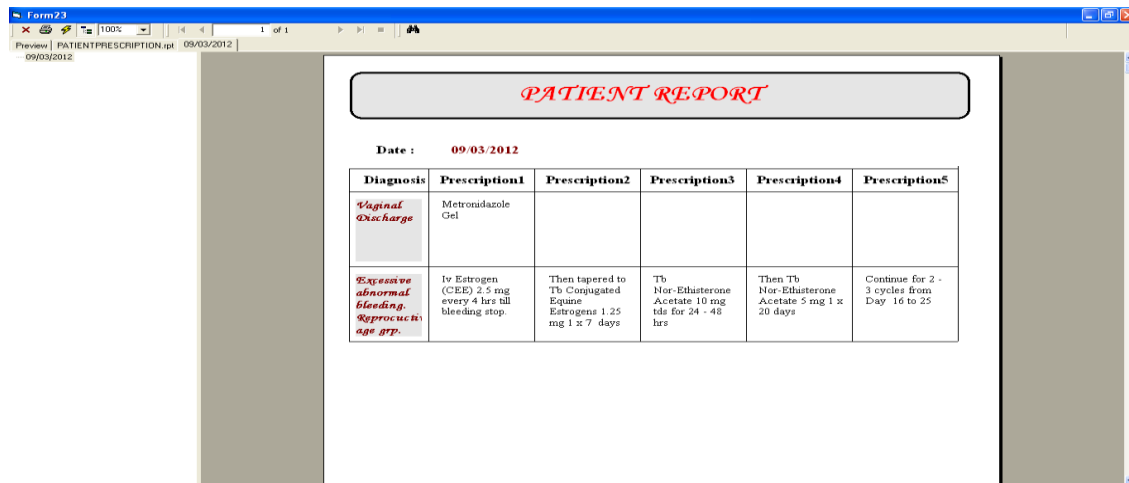 Form23
100%
1 of 1
Preview PATIENTPRESCRIPTION.rpt 09/03/2012
09/03/2012
PATIENT REPORT
Date : 09/03/2012
Diagnosis Prescription1 Prescription2 Prescription3 Prescription4 Prescription5
Vaginal
Discharge
Metronidazole
Gel
Excessive
abnormal
bleeding.
Reprocucti
age grp.
Iv Estrogen
(CEE) 2.5 mg
every 4 hrs till
bleeding stop.
Then tapered to
Tb Conjugated
Equine
Estrogens 1.25
mg 1 x 7 days
Tb
Nor-Ethisterone
Acetate 10 mg
tds for 24 - 48
hrs
Then Tb
Nor-Ethisterone
Acetate 5 mg 1 x
20 days
Continue for 2 -
3 cycles from
Day 16 to 25